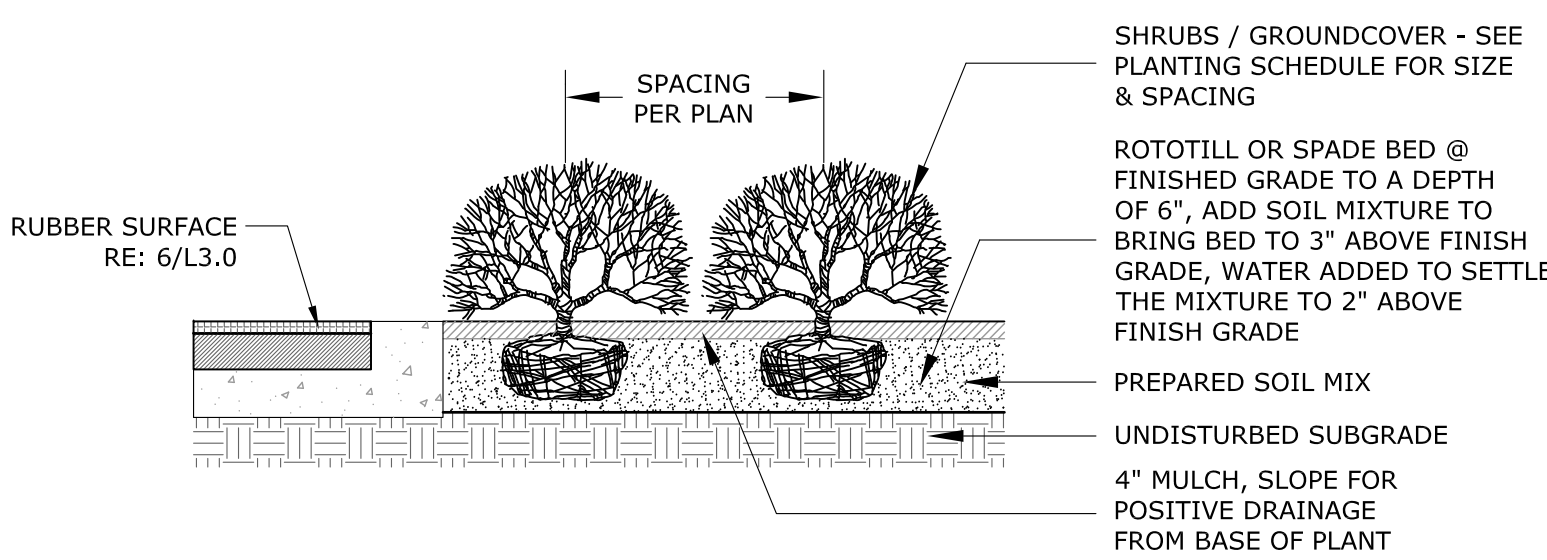 SHRUBS / GROUNDCOVER - SEE
PLANTING SCHEDULE FOR SIZE
& SPACING
SPACING
PER PLAN
ROTOTILL OR SPADE BED @
FINISHED GRADE TO A DEPTH
OF 6", ADD SOIL MIXTURE TO
BRING BED TO 3" ABOVE FINISH
GRADE, WATER ADDED TO SETTLE
THE MIXTURE TO 2" ABOVE
FINISH GRADE
RUBBER SURFACE
RE: 6/L3.0
PREPARED SOIL MIX
UNDISTURBED SUBGRADE
4" MULCH, SLOPE FOR
POSITIVE DRAINAGE
FROM BASE OF PLANT